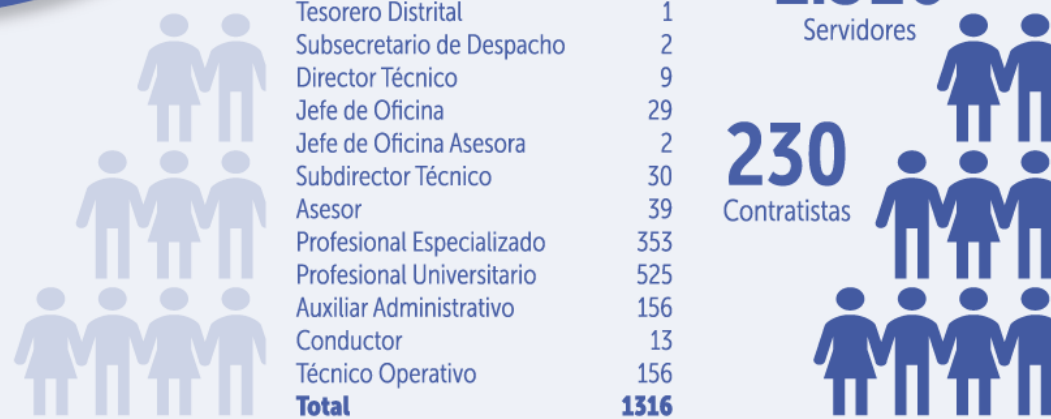 Tesorero Distrital 1
Subsecretario de Despacho 2
Director Técnico 9
Jefe de Oficina 29
Jefe de Oficina Asesora 2
Subdirector Técnico 30
Asesor 39
Profesional Especializado 353
Profesional Universitario 525
Auxiliar Administrativo 156
Conductor 13
Técnico Operativo 156
Total 1316
Servidores
230
Contratistas